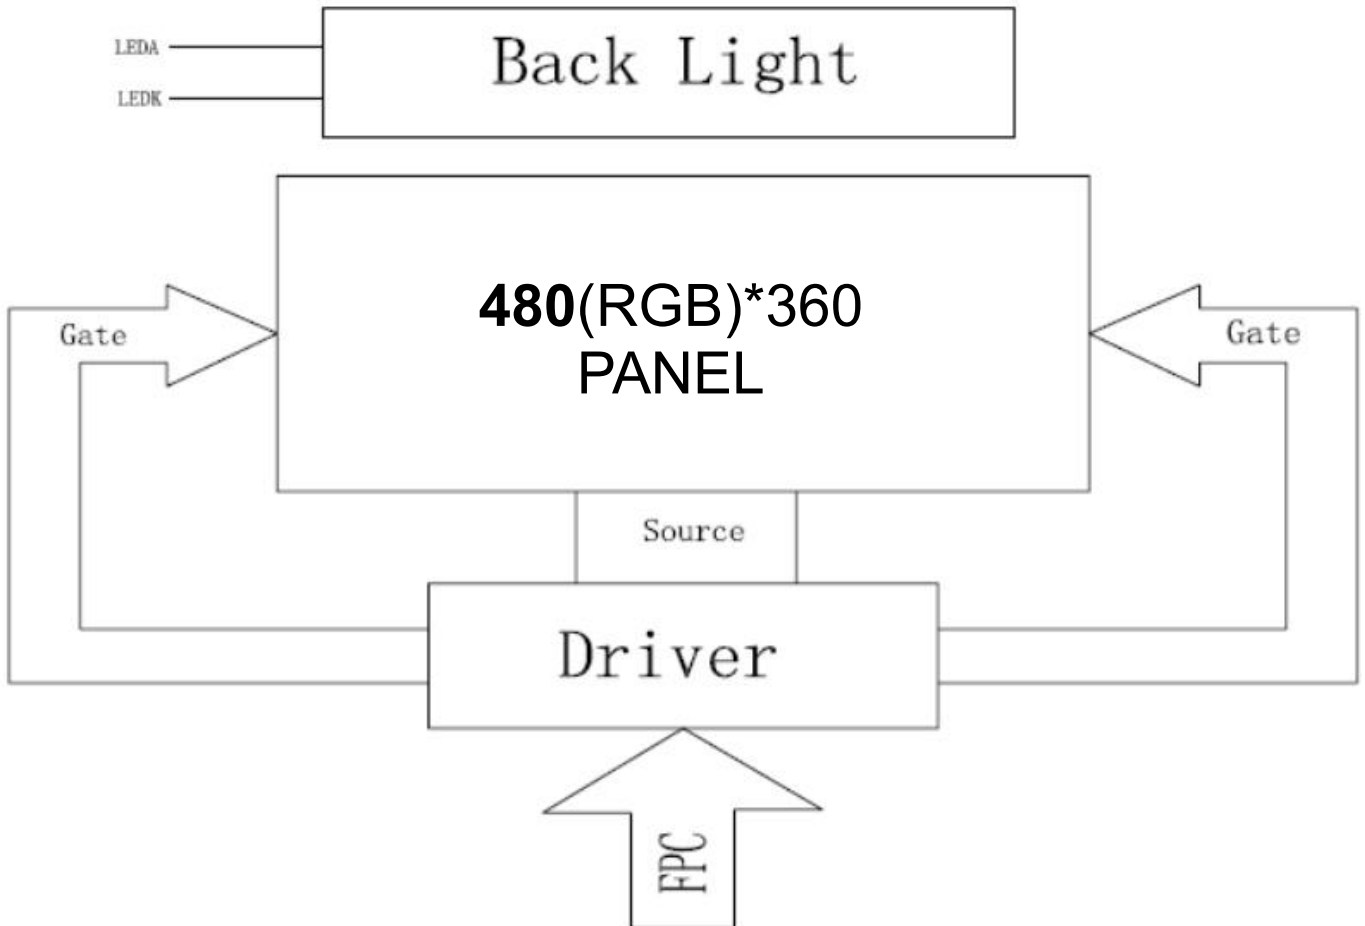 LEDA
LEDK
Back Light
480(RGB)*360
PANEL
Gate
Gate
Source
Driver
FPC